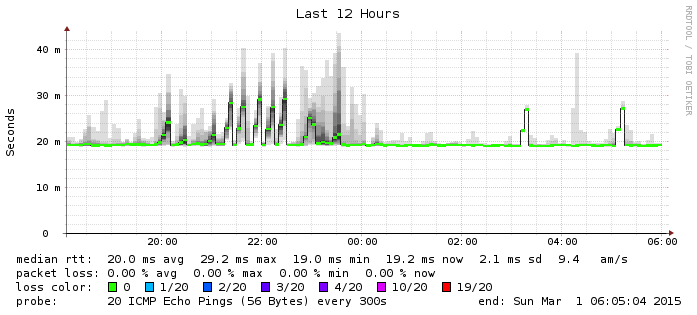 Last 12 Hours
RRDTOOL / TOBI OETIKER
Seconds
40 m
30 m
20 m
10 m
0
20:00 22:00 00:00 02:00 04:00 06:00
median rtt: 20.0 ms avg 29.2 ms max 19.0 ms min 19.2 ms now 2.1 ms sd 9.4 am/s
packet loss: 0.00 % avg 0.00 % max 0.00 % min 0.00 % now
loss color: 0 1/20 2/20 3/20 4/20 10/20 19/20
probe: 20 ICMP Echo Pings (56 Bytes) every 300s end: Sun Mar 1 06:05:04 2015